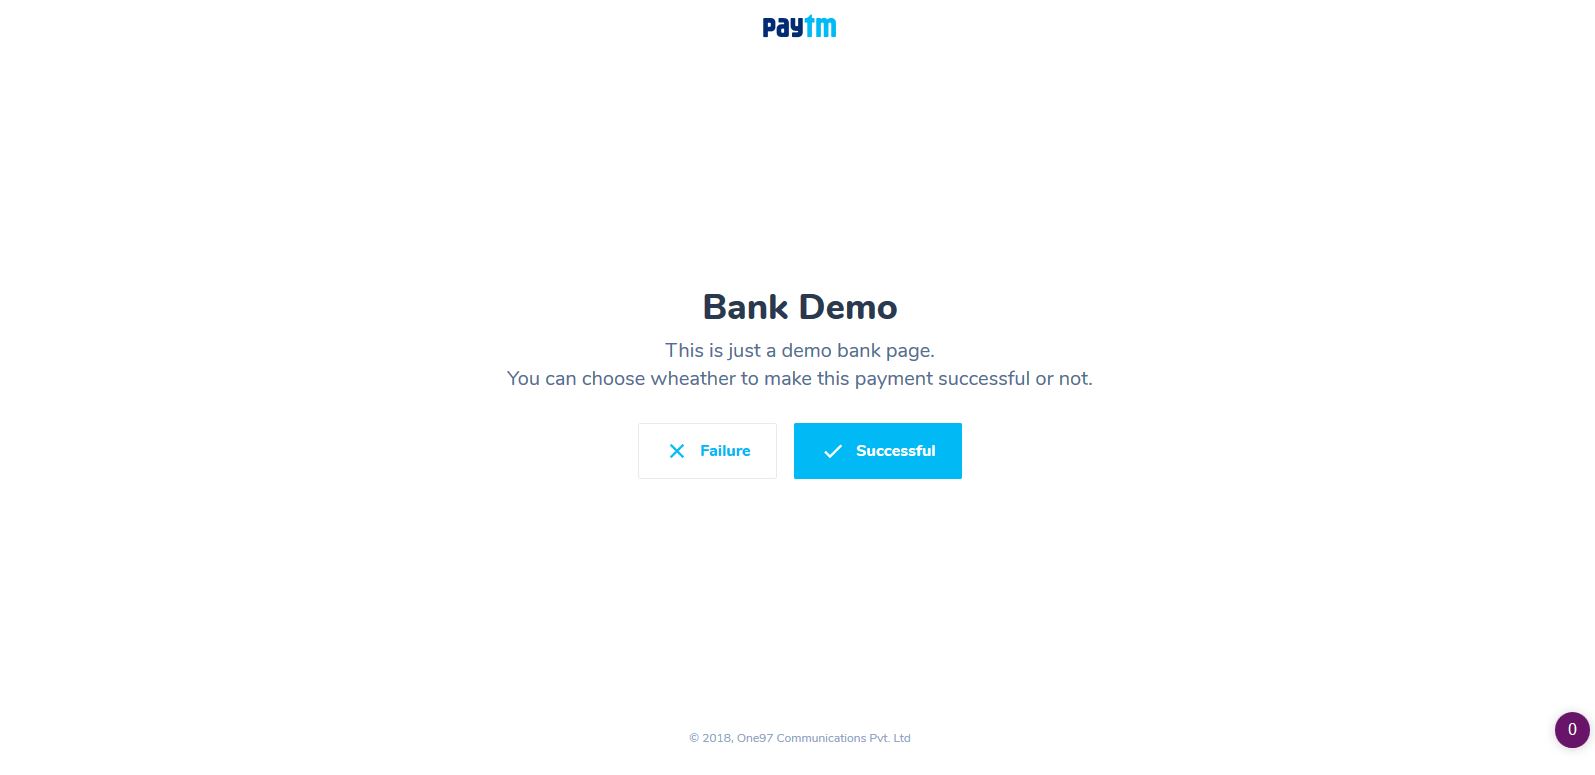 paytm
Bank Demo
This is just a demo bank page.
You can choose wheather to make this payment successful or not.
Failure
Successful
© 2018, One97 Communications Pvt. Ltd
0